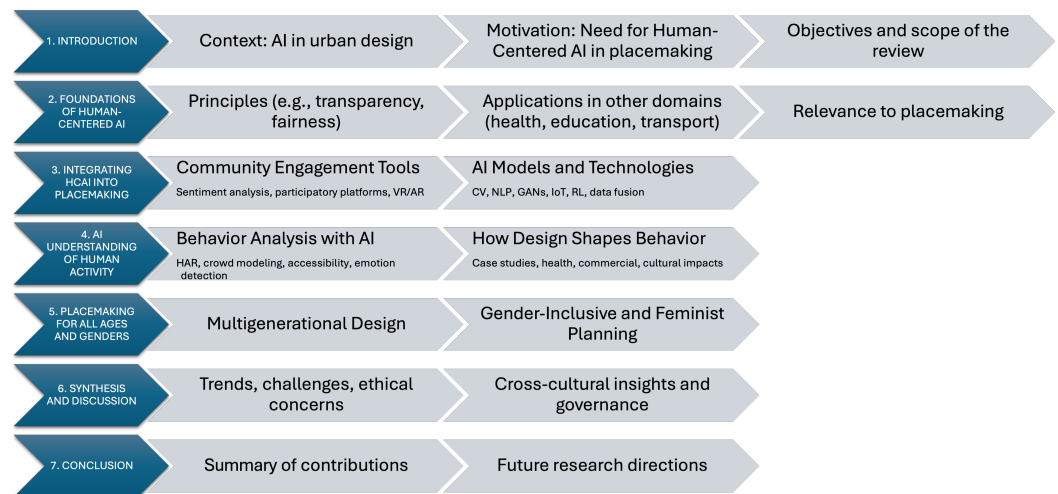 1. INTRODUCTION
Context: AI in urban design
Motivation: Need for Human-
Centered AI in placemaking
Objectives and scope of the
review
2. FOUNDATIONS
OF HUMAN-
CENTERED AI
Principles (e.g., transparency,
fairness)
Applications in other domains
(health, education, transport)
Relevance to placemaking
3. INTEGRATING
HCAI INTO
PLACEMAKING
Community Engagement Tools
Sentiment analysis, participatory platforms, VR/AR
AI Models and Technologies
CV, NLP, GANs, IoT, RL, data fusion
4. AI
UNDERSTANDING
OF HUMAN
ACTIVITY
Behavior Analysis with AI
HAR, crowd modeling, accessibility, emotion
detection
How Design Shapes Behavior
Case studies, health, commercial, cultural impacts
5. PLACEMAKING
FOR ALL AGES
AND GENDERS
Multigenerational Design
Gender-Inclusive and Feminist
Planning
6. SYNTHESIS
AND DISCUSSION
Trends, challenges, ethical
concerns
Cross-cultural insights and
governance
7. CONCLUSION
Summary of contributions
Future research directions